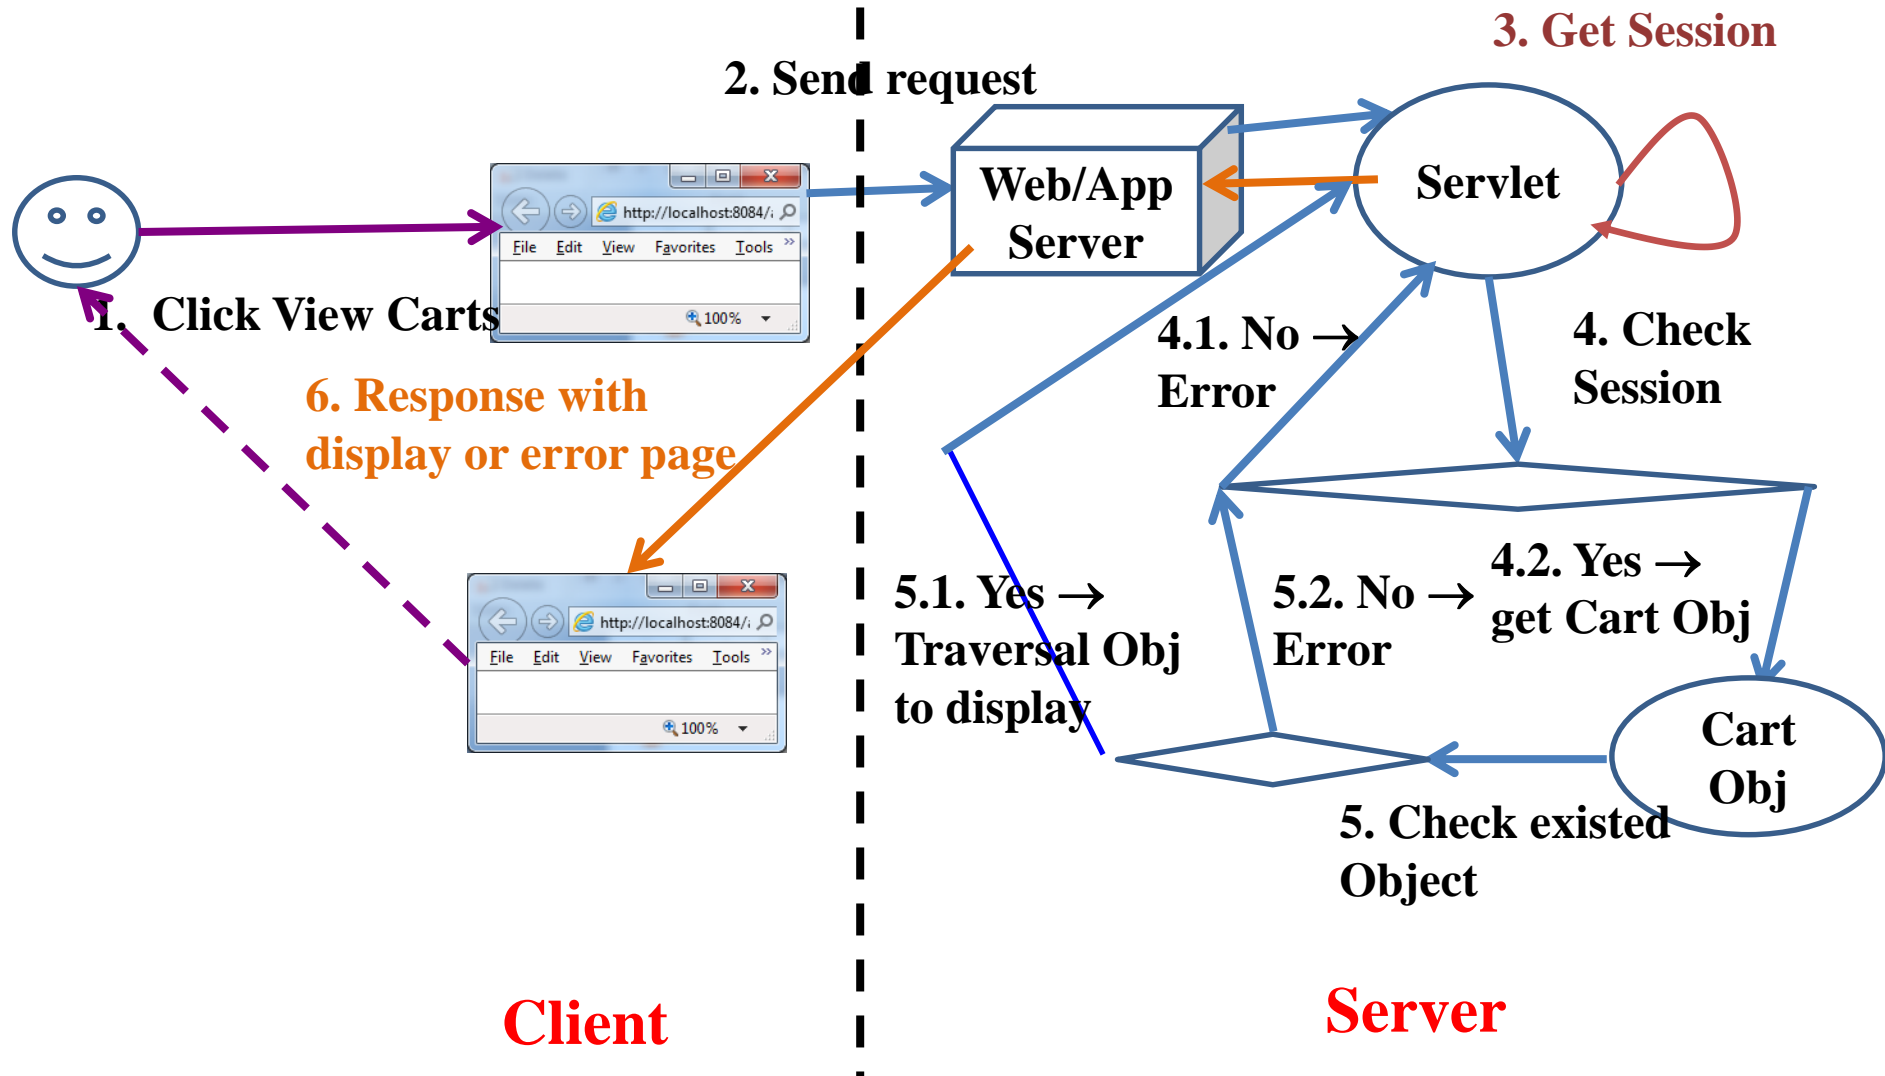 3. Get Session
2. Send request
Web/App
Server
Servlet
http://localhost:8084/
File Edit View Favorites Tools »
100%
1. Click View Carts
4.1. No →
Error
4. Check
Session
6. Response with
display or error page
http://localhost:8084/
File Edit View Favorites Tools »
100%
5.1. Yes →
Traversal Obj
to display
5.2. No →
Error
4.2. Yes →
get Cart Obj
Cart
Obj
5. Check existed
Object
Client
Server